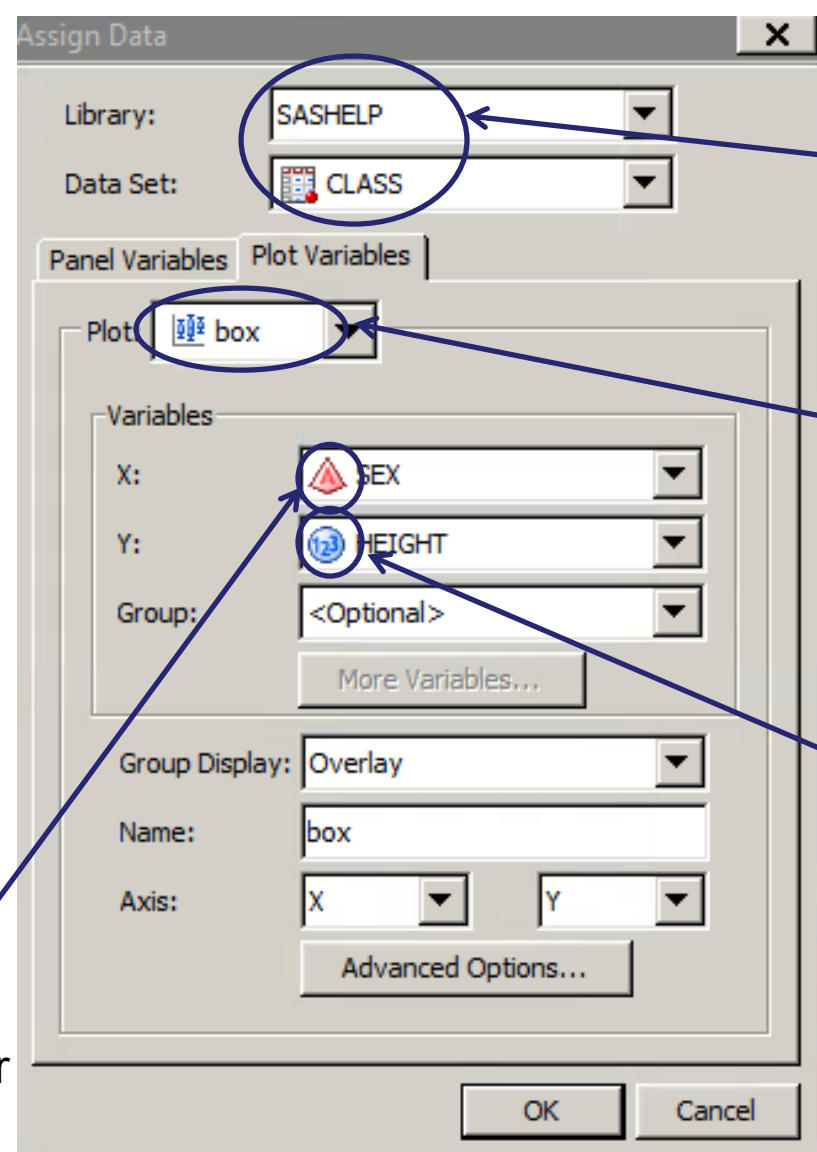 Assign Data
Library: SASHELP
Data Set: CLASS
Panel Variables Plot Variables
Plot: box
Variables
X: A SEX
Y: 123 HEIGHT
Group: <Optional>
More Variables...
Group Display: Overlay
Name: box
Axis: X Y
Advanced Options...
r
OK Cancel